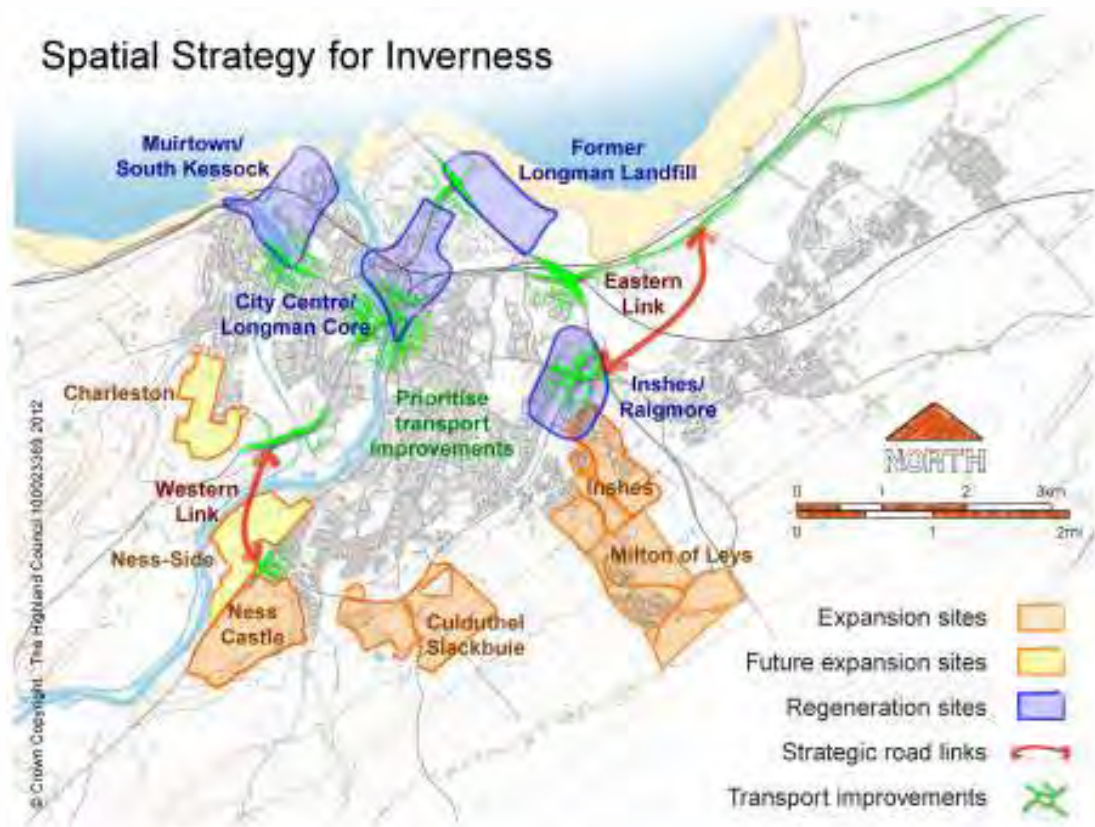 Spatial Strategy for Inverness
Muirtown/
South Kessock
Former
Longman Landfill
City Centre/
Longman Core
Eastern
Link
Charleston
Prioritise
transport
improvements
Inshes/
Raigmore
NORTH
Western
Link
Inshes
0 1 2 3km
0 1 2mi
Ness-Side
Milton of Leys
Ness
Castle
Culduthel
Slackbuie
Expansion sites
Future expansion sites
Regeneration sites
Strategic road links
Transport improvements
© Crown Copyright The Highland Council 100023369 2012